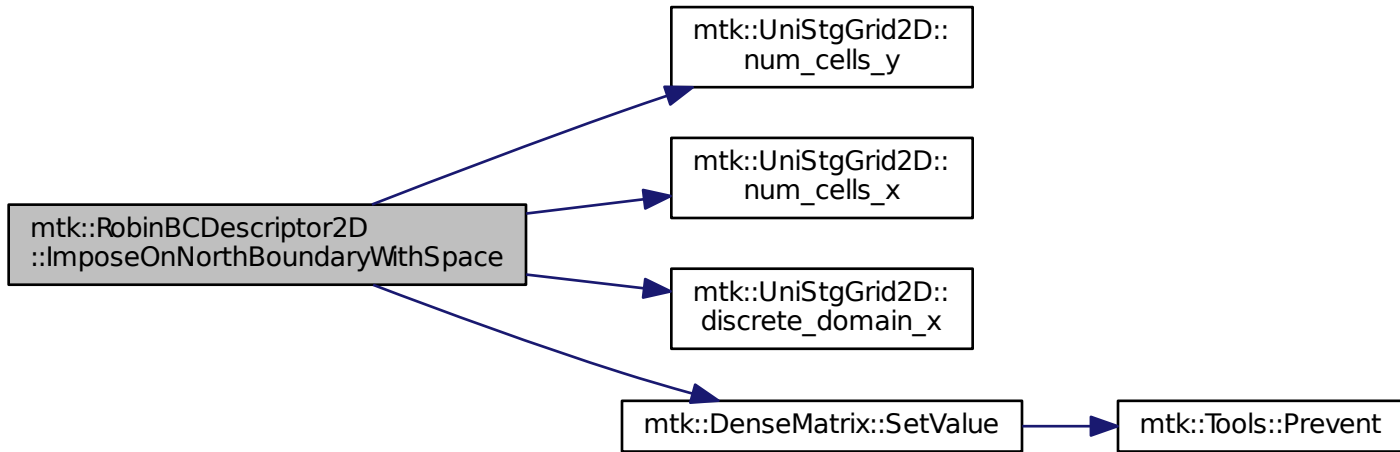 mtk::UniStgGrid2D::
num_cells_y
mtk::UniStgGrid2D::
num_cells_x
mtk::RobinBCDescriptor2D
::ImposeOnNorthBoundaryWithSpace
mtk::UniStgGrid2D::
discrete_domain_x
mtk::DenseMatrix::SetValue
mtk::Tools::Prevent